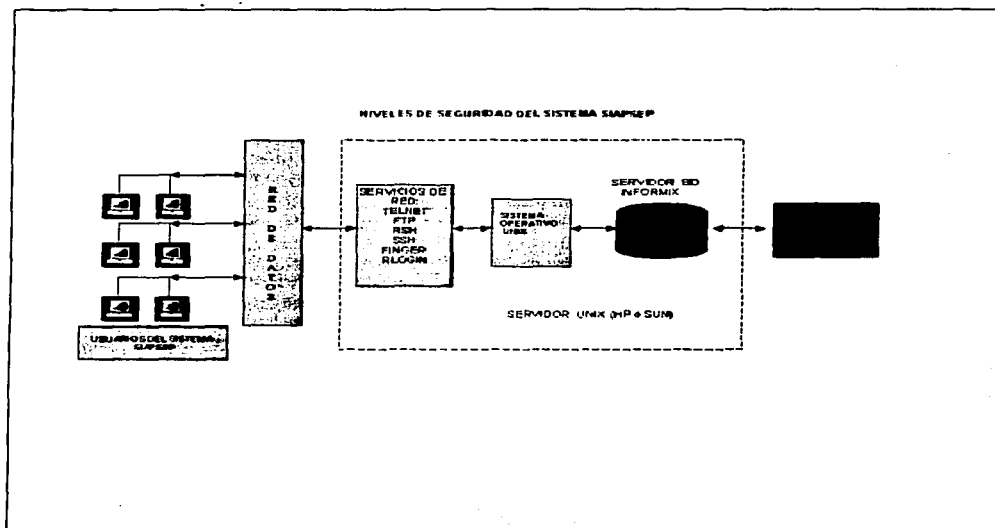 NIVELES DE SEGURIDAD DEL SISTEMA SIAPSEP
RED DE DATOS
SERVICIOS DE
RED:
TELNET
FTP
RSH
SSH
FINGER
RLOGIN
SISTEMA
OPERATIVO
UNIX
SERVIDOR BD
INFORMIX
SERVIDOR UNIX (HP ó SUN)
USUARIOS DEL SISTEMA
SIAPSEP